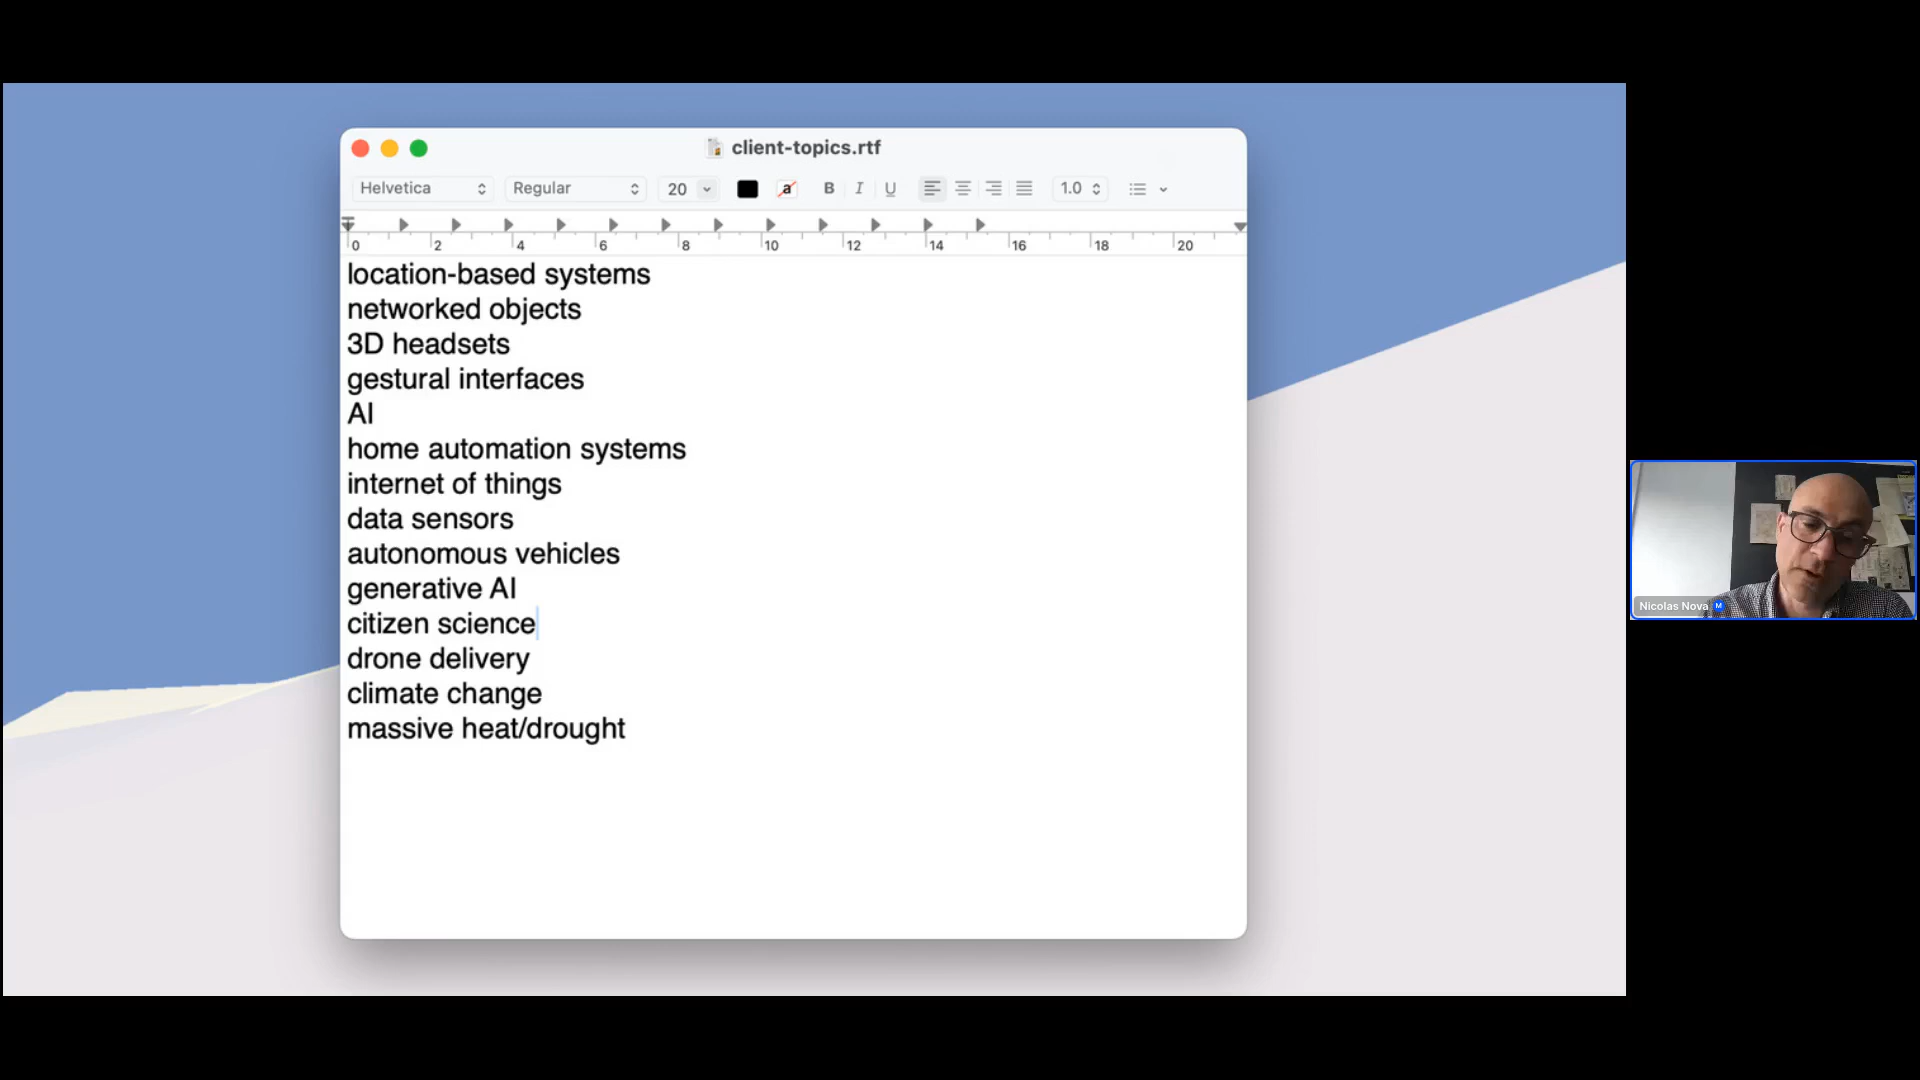 client-topics.rtf
Helvetica
Regular
20
a
B I U
1.0
0 2 4 6 8 10 12 14 16 18 20
location-based systems
networked objects
3D headsets
gestural interfaces
AI
home automation systems
internet of things
data sensors
autonomous vehicles
generative AI
citizen science
drone delivery
climate change
massive heat/drought
Nicolas Nova M